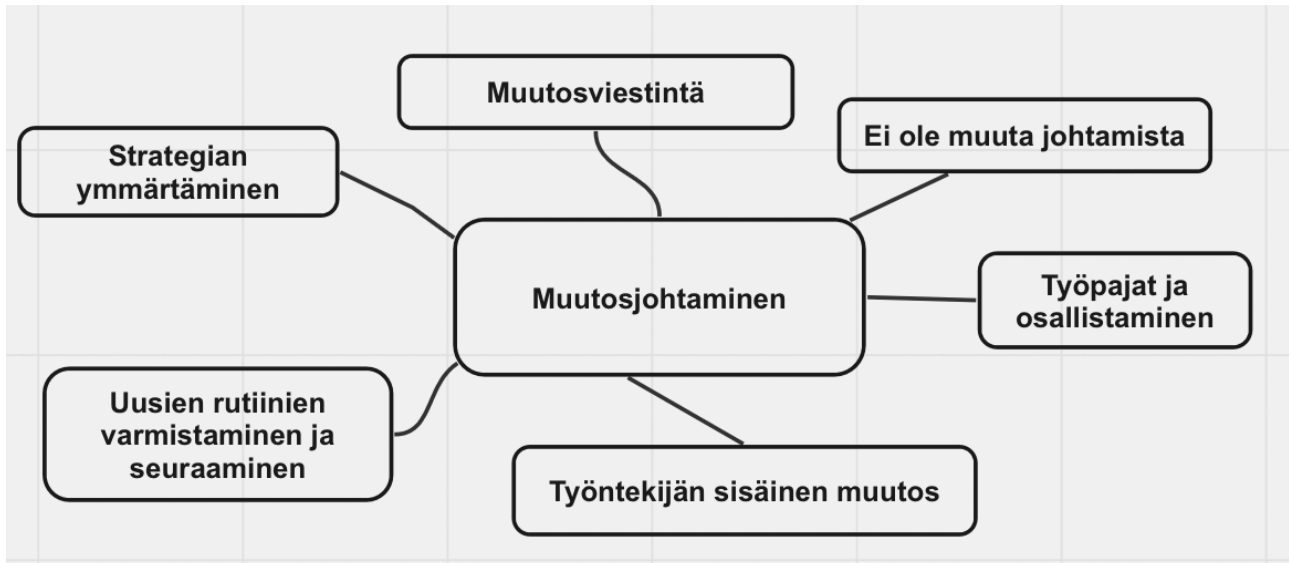 Muutosviestintä
Ei ole muuta johtamista
Strategian
ymmärtäminen
Muutosjohtaminen
Työpajat ja
osallistaminen
Uusien rutiinien
varmistaminen ja
seuraaminen
Työntekijän sisäinen muutos